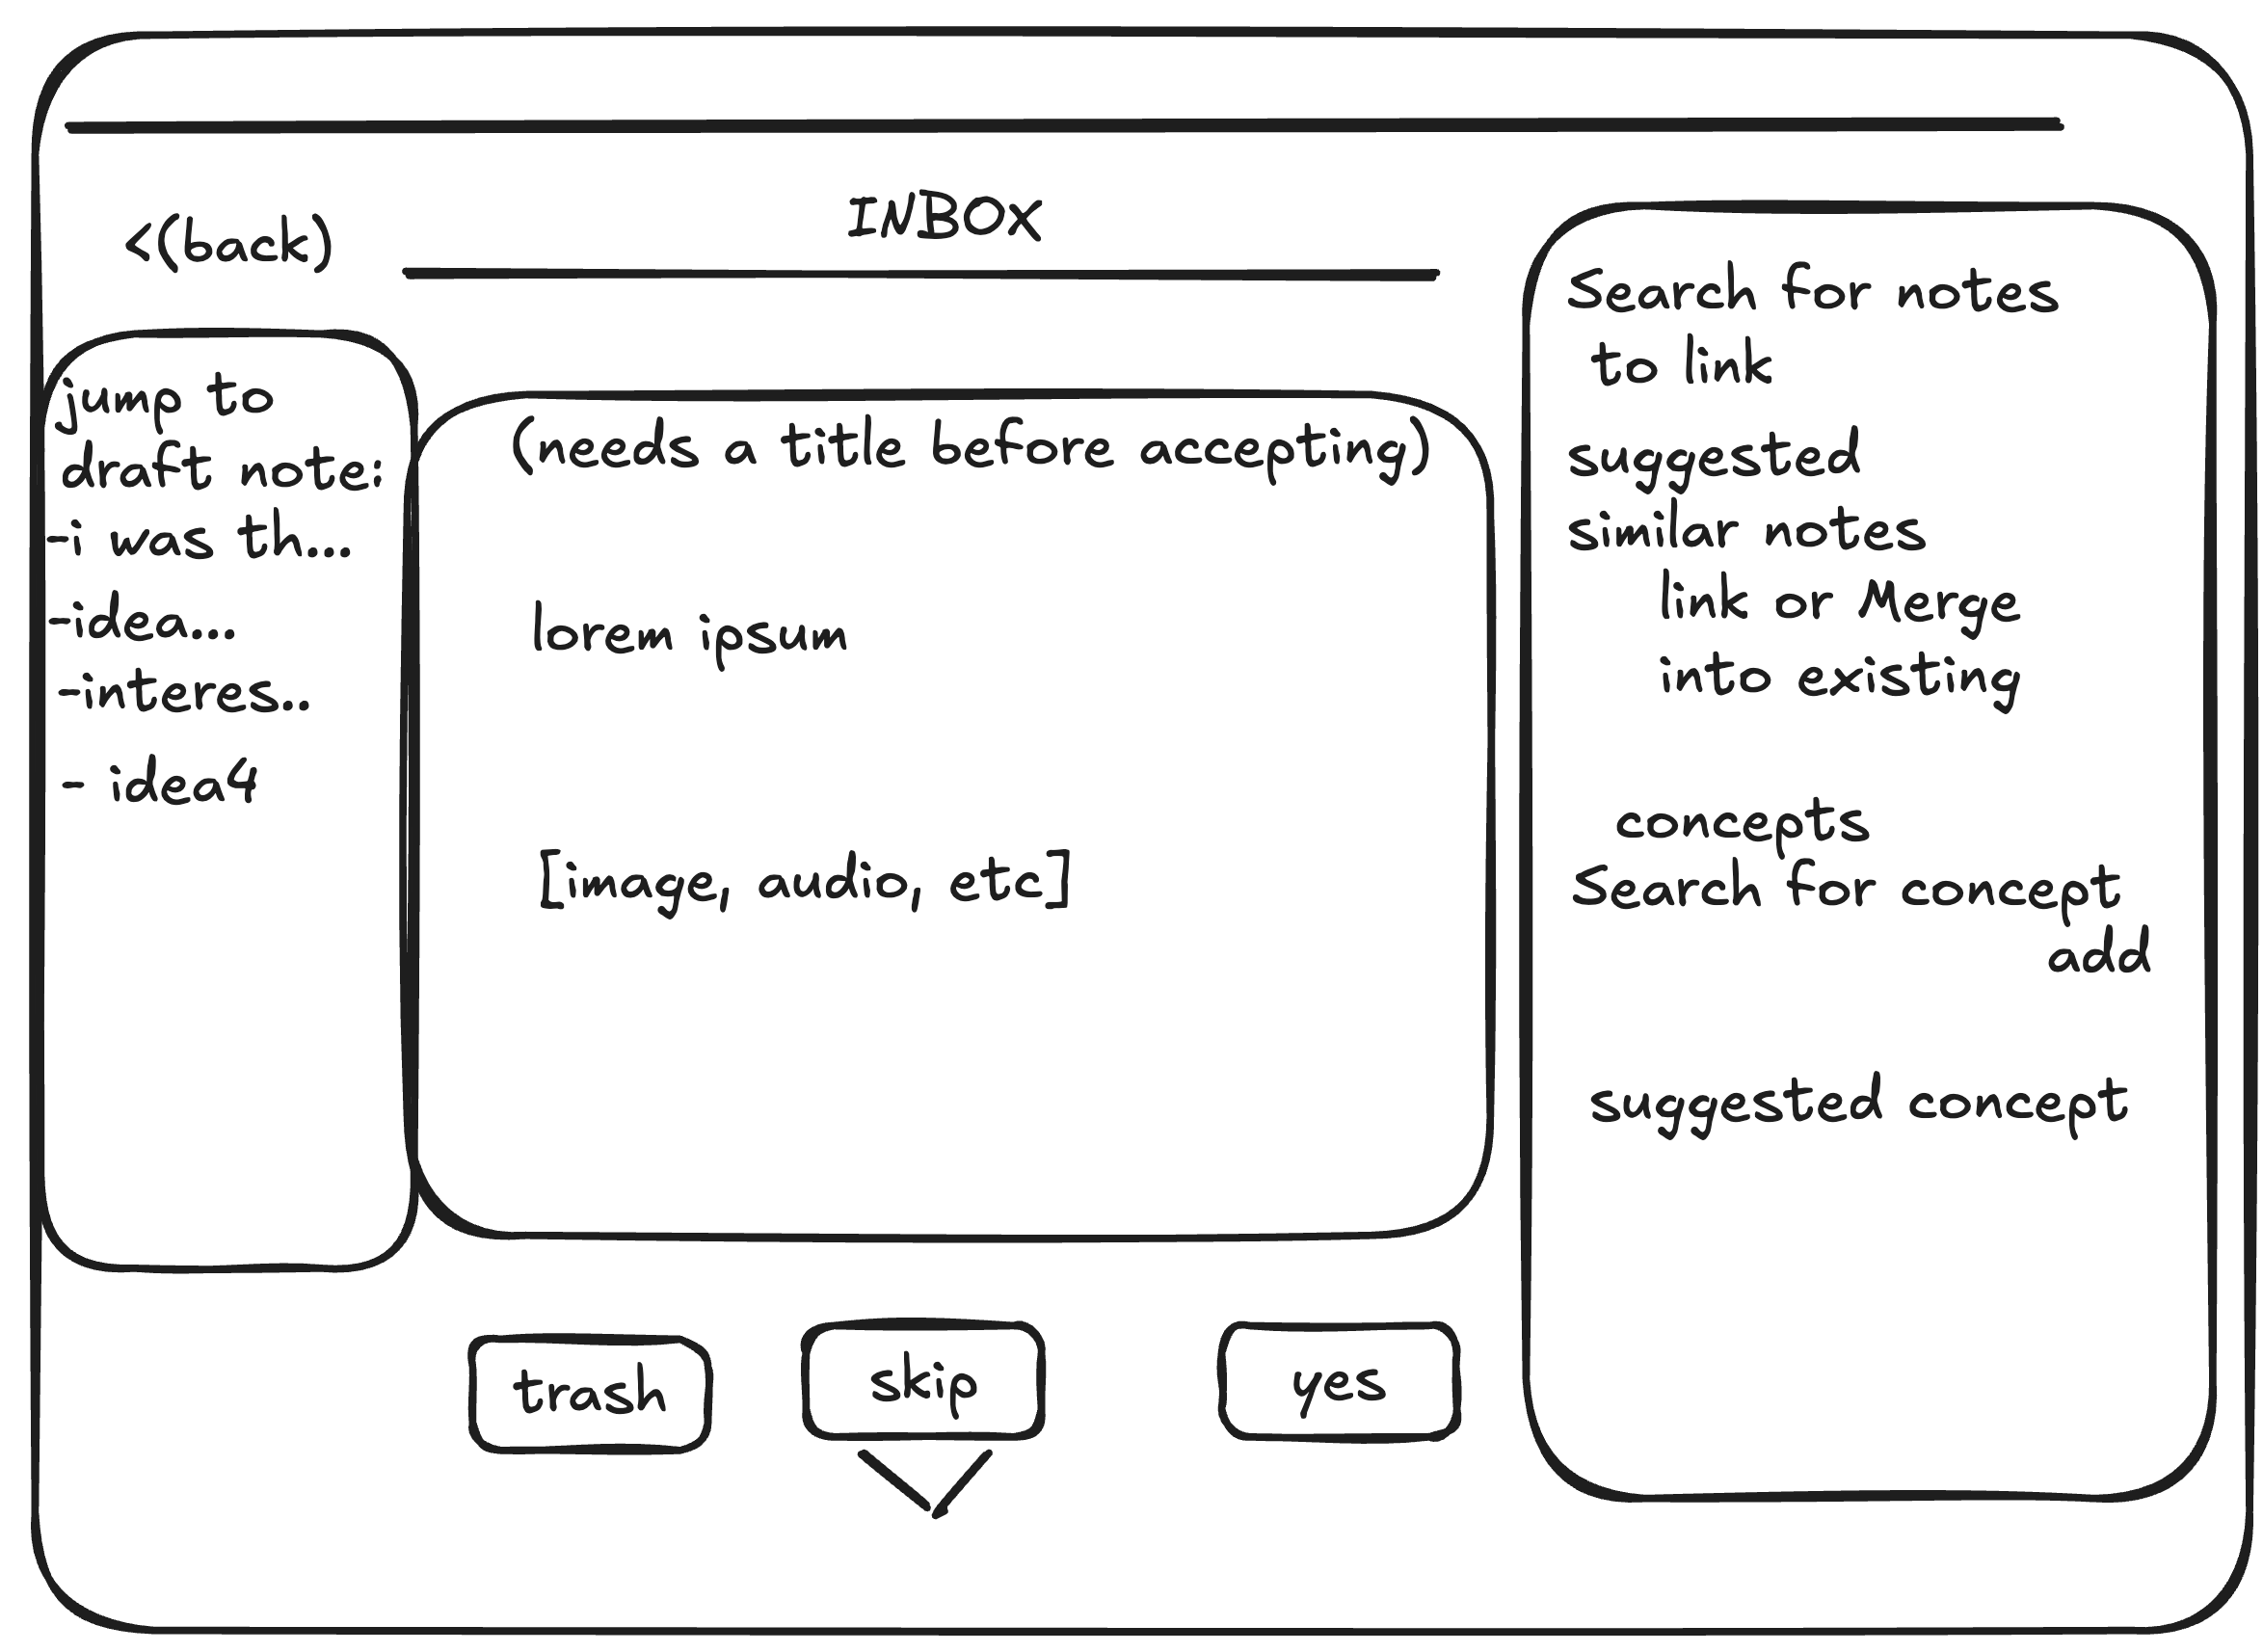 <(back)
INBOX
jump to
draft note:
-i was th...
-idea...
-interes..
- idea4
(needs a title before accepting)
lorem ipsum
[image, audio, etc]
trash
skip
yes
Search for notes
to link
suggested
similar notes
link or Merge
into existing
concepts
Search for concept
add
suggested concept